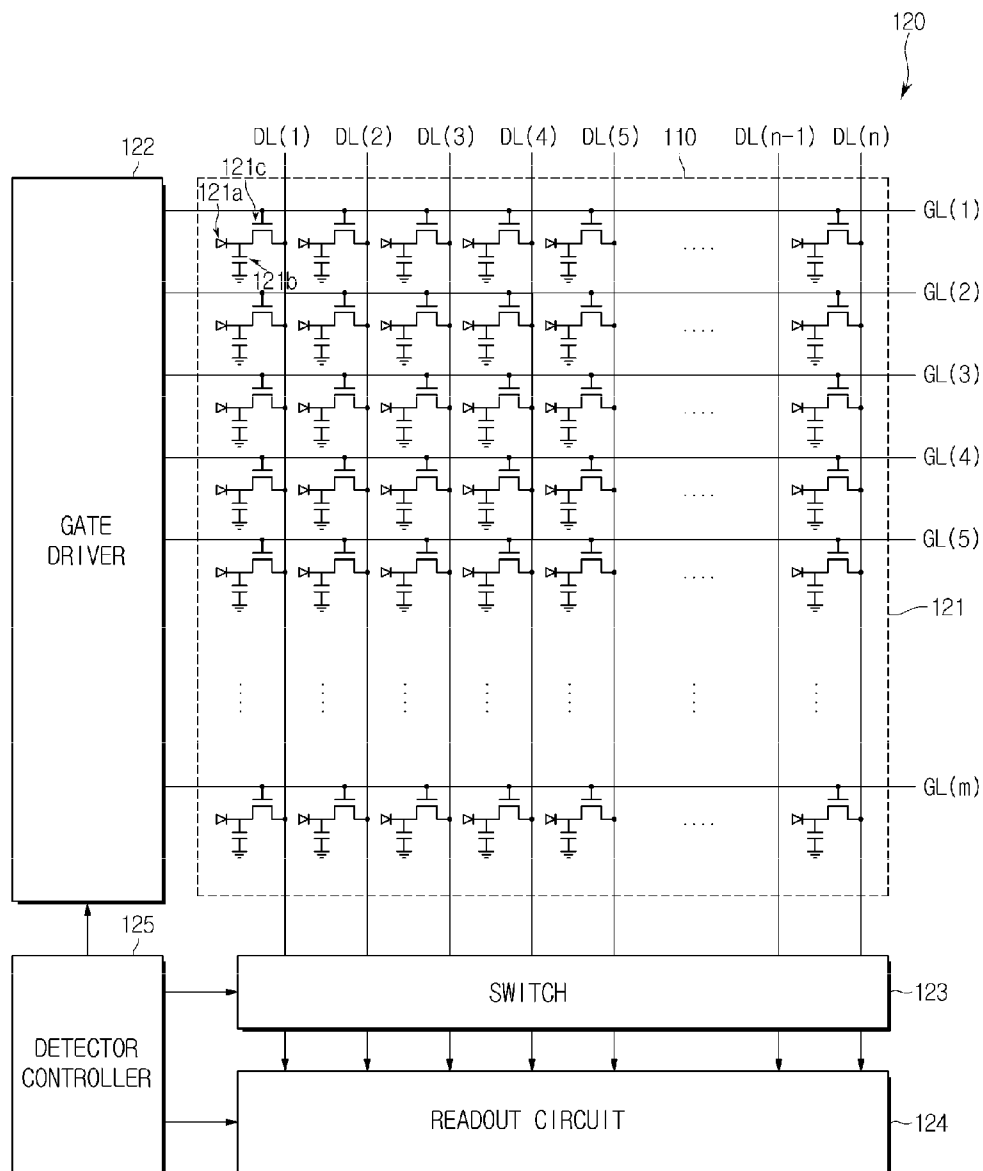 120
DL(1) DL(2) DL(3) DL(4) DL(5) 110 DL(n-1) DL(n)
122
121c
121a
GL(1)
121b
GL(2)
GL(3)
GL(4)
GATE
DRIVER
GL(5)
121
GL(m)
125
SWITCH
123
DETECTOR
CONTROLLER
READOUT CIRCUIT
124